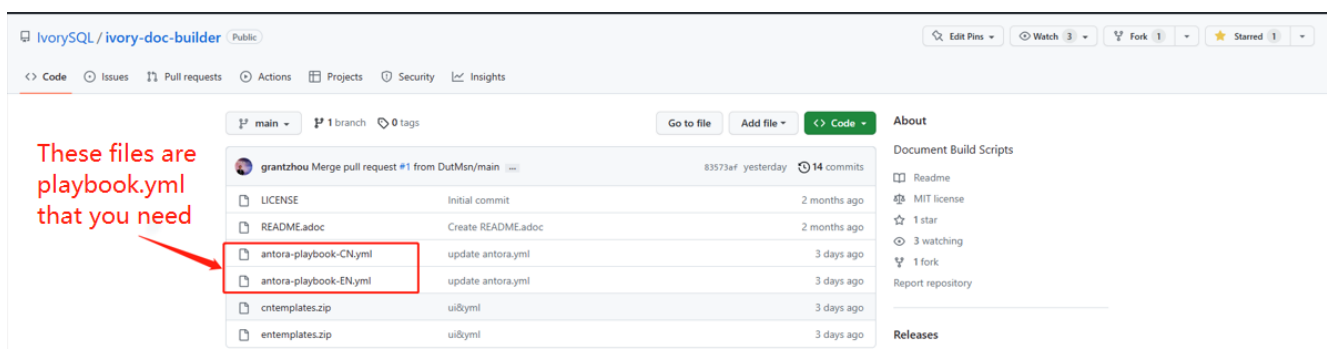 IvorySQL / ivory-doc-builder Public
Edit Pins Watch 3 Fork 1 Starred 1
Code Issues Pull requests Actions Projects Security Insights
main 1 branch 0 tags Go to file Add file Code
About
These files are
playbook.yml
that you need
Document Build Scripts
grantzhou Merge pull request #1 from DutMsn/main ... 83573af yesterday 14 commits
Readme
LICENSE Initial commit 2 months ago
MIT license
README.adoc Create README.adoc 2 months ago
1 star
antora-playbook-CN.yml update antora.yml 3 days ago
3 watching
1 fork
antora-playbook-EN.yml update antora.yml 3 days ago
Report repository
cntemplates.zip ui&yml 3 days ago
entemplates.zip ui&yml 3 days ago
Releases